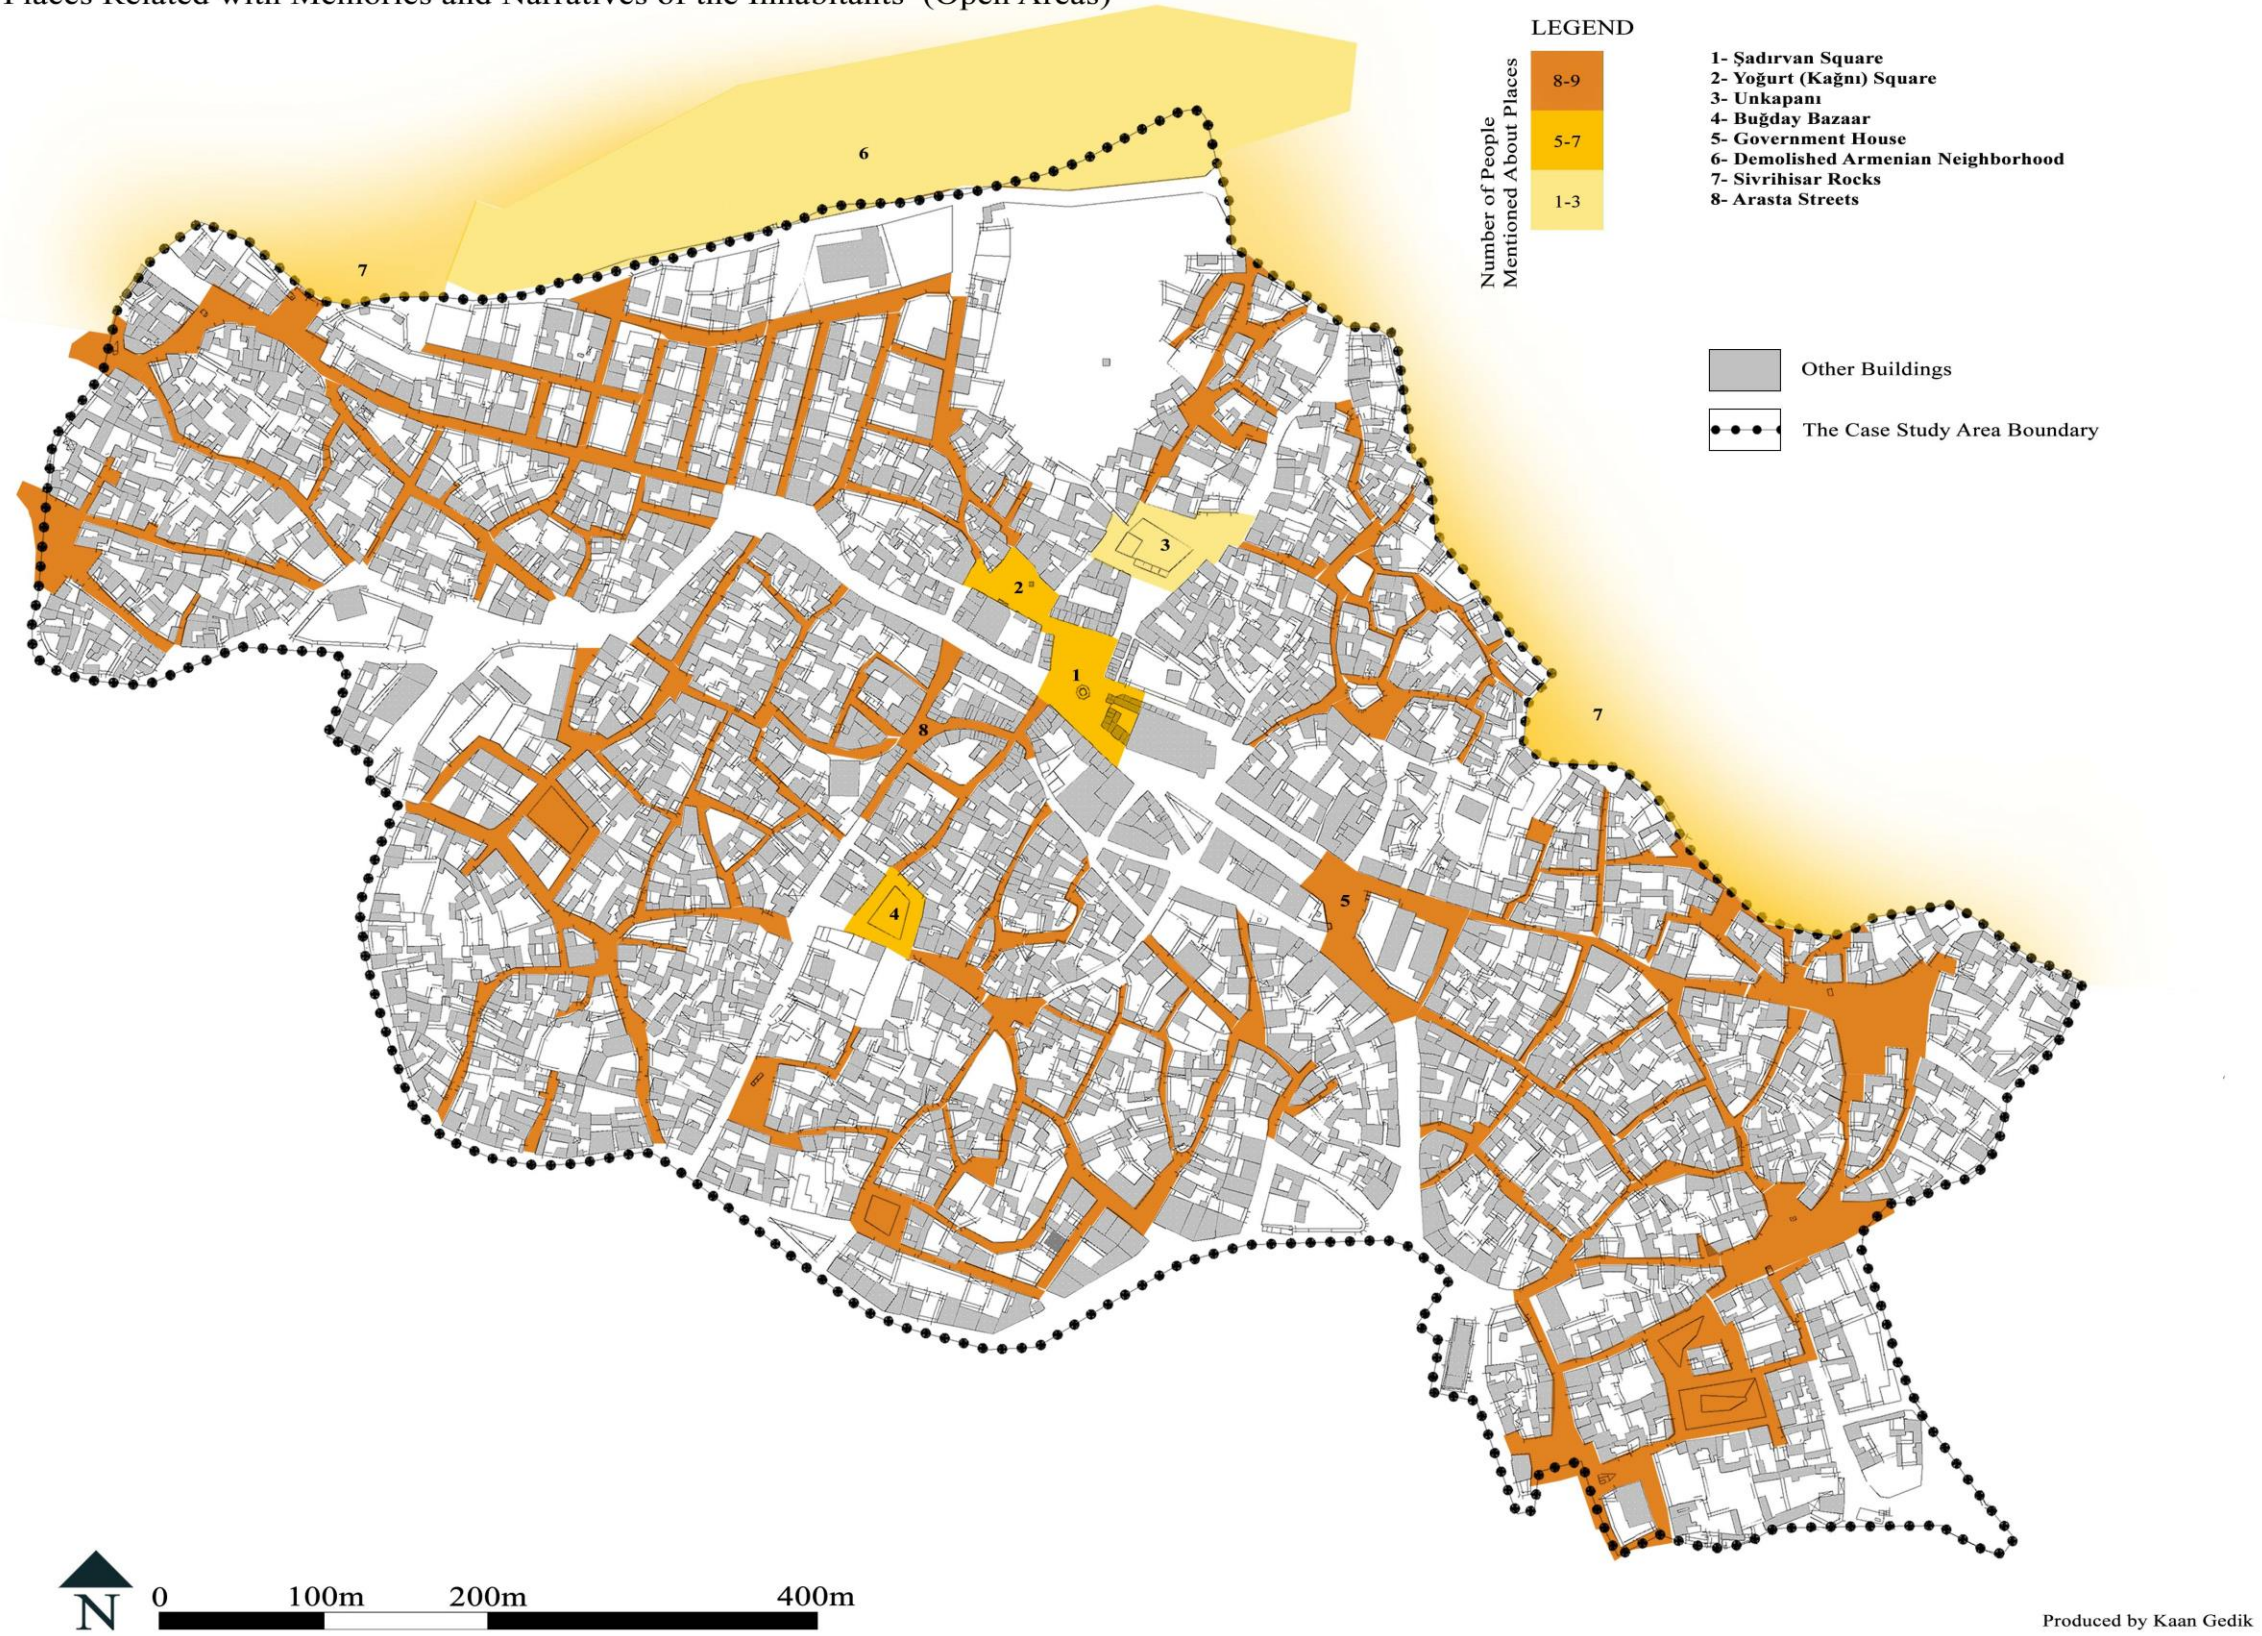 Places Related with Memories and Narratives of the Inhabitants (Open Areas)
LEGEND
Number of People
Mentioned About Places
8-9
5-7
1-3
1- Şadırvan Square
2- Yoğurt (Kağnı) Square
3- Unkapanı
4- Buğday Bazaar
5- Government House
6- Demolished Armenian Neighborhood
7- Sivrihisar Rocks
8- Arasta Streets
Other Buildings
The Case Study Area Boundary
6
7
3
2
1
7
8
5
4
N
0 100m 200m 400m
Produced by Kaan Gedik